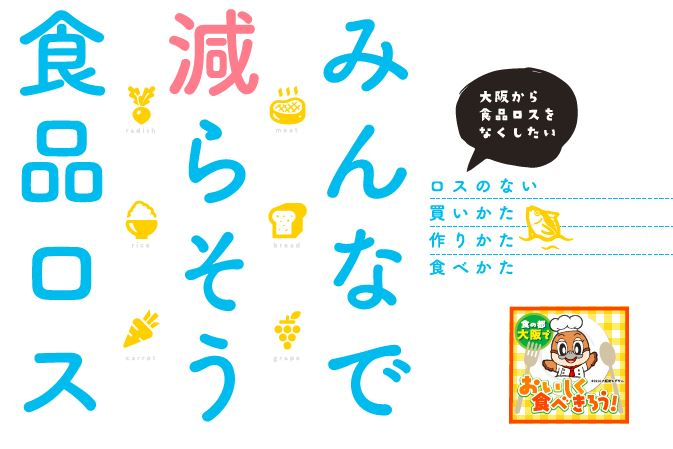 みんなで
減らそう
食品ロス
radish
meat
rice
bread
carrot
grape
大阪から
食品ロスを
なくしたい
ロスのない
買いかた
作りかた
食べかた
食の都
大阪で
おいしく
食べきろう！